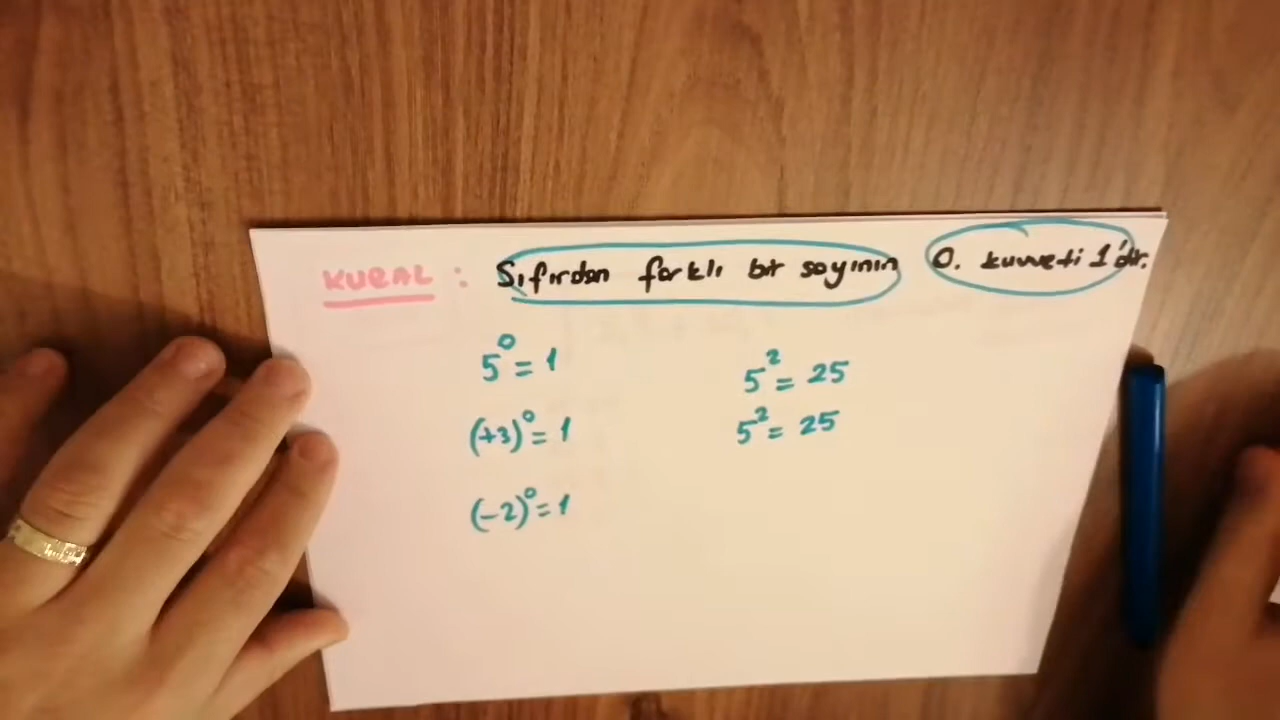 KURAL : Sıfırdan farklı bir sayının 0. kuvveti 1'dir.
5⁰ = 1
5² = 25
(+3)⁰ = 1
5² = 25
(-2)⁰ = 1